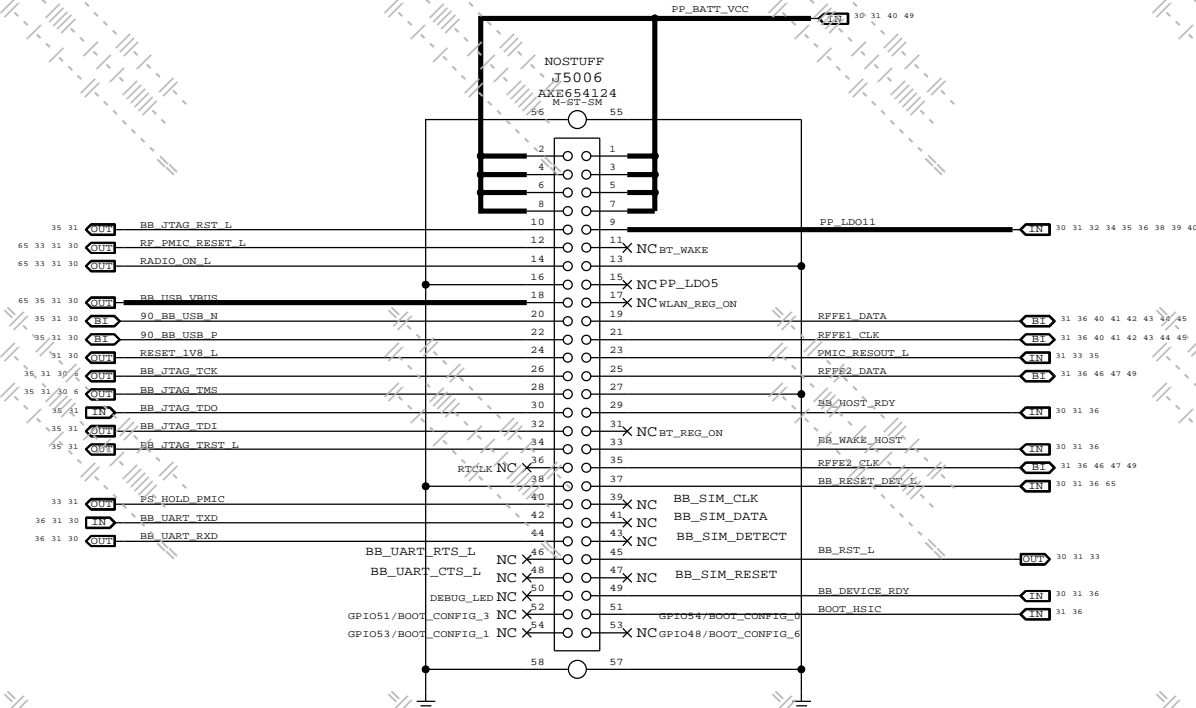 PP_BATT_VCC
IN 30 31 40 49
NOSTUFF
J5006
AXE654124
M-ST-SM
56 55
2 1
4 3
6 5
8 7
35 31 OUT BB_JTAG_RST_L 10 9 PP_LDO11 IN 30 31 32 34 35 36 38 39 40
65 33 31 30 OUT RF_PMIC_RESET_L 12 11 NC BT_WAKE
65 33 31 30 OUT RADIO_ON_L 14 13
16 15 NC PP_LDO5
65 35 31 30 OUT BB_USB_VBUS 18 17 NC WLAN_REG_ON
35 31 30 BI 90_BB_USB_N 20 19 RFFE1_DATA BI 31 36 40 41 42 43 44 45
35 31 30 BI 90_BB_USB_P 22 21 RFFE1_CLK BI 31 36 40 41 42 43 44 45
31 30 OUT RESET_1V8_L 24 23 PMIC_RESOUT_L IN 31 33 35
35 31 30 6 OUT BB_JTAG_TCK 26 25 RFFE2_DATA BI 31 36 46 47 49
35 31 30 6 OUT BB_JTAG_TMS 28 27
35 31 IN BB_JTAG_TDO 30 29 BB_HOST_RDY IN 30 31 36
35 31 OUT BB_JTAG_TDI 32 31 NC BT_REG_ON
35 31 OUT BB_JTAG_TRST_L 34 33 BB_WAKE_HOST IN 30 31 36
RTCLK NC 36 35 RFFE2_CLK BI 31 36 46 47 49
38 37 BB_RESET_DET_L IN 30 31 36 65
33 31 OUT PS_HOLD_PMIC 40 39 NC BB_SIM_CLK
36 31 30 IN BB_UART_TXD 42 41 NC BB_SIM_DATA
36 31 30 OUT BB_UART_RXD 44 43 NC BB_SIM_DETECT
BB_UART_RTS_L NC 46 45 BB_RST_L OUT 30 31 33
BB_UART_CTS_L NC 48 47 NC BB_SIM_RESET
DEBUG_LED NC 50 49 BB_DEVICE_RDY IN 30 31 36
GPIO51/BOOT_CONFIG_3 NC 52 51 GPIO54/BOOT_CONFIG_0 BOOT_HSIC IN 31 36
GPIO53/BOOT_CONFIG_1 NC 54 53 NC GPIO48/BOOT_CONFIG_6
58 57